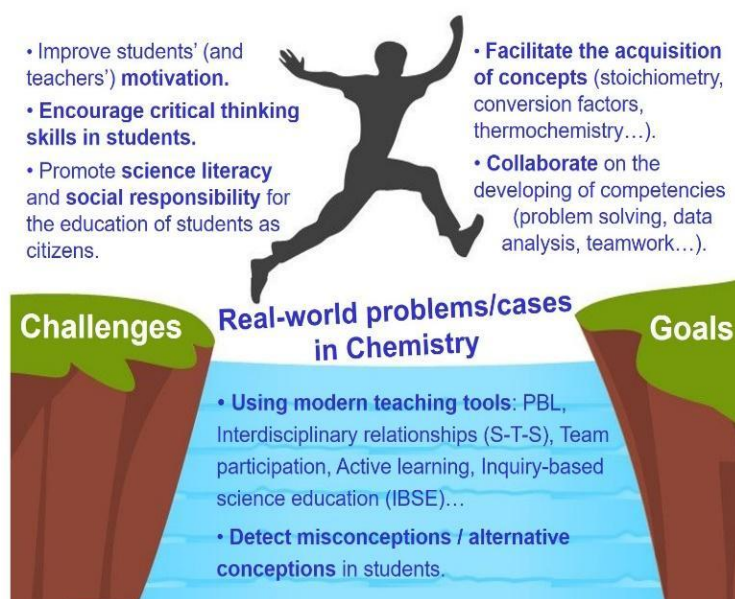 • Improve students’ (and
teachers’) motivation.
• Encourage critical thinking
skills in students.
• Promote science literacy
and social responsibility for
the education of students as
citizens.
• Facilitate the acquisition
of concepts (stoichiometry,
conversion factors,
thermochemistry…).
• Collaborate on the
developing of competencies
(problem solving, data
analysis, teamwork…).
Challenges
Real-world problems/cases
in Chemistry
Goals
• Using modern teaching tools: PBL,
Interdisciplinary relationships (S-T-S), Team
participation, Active learning, Inquiry-based
science education (IBSE)…
• Detect misconceptions / alternative
conceptions in students.